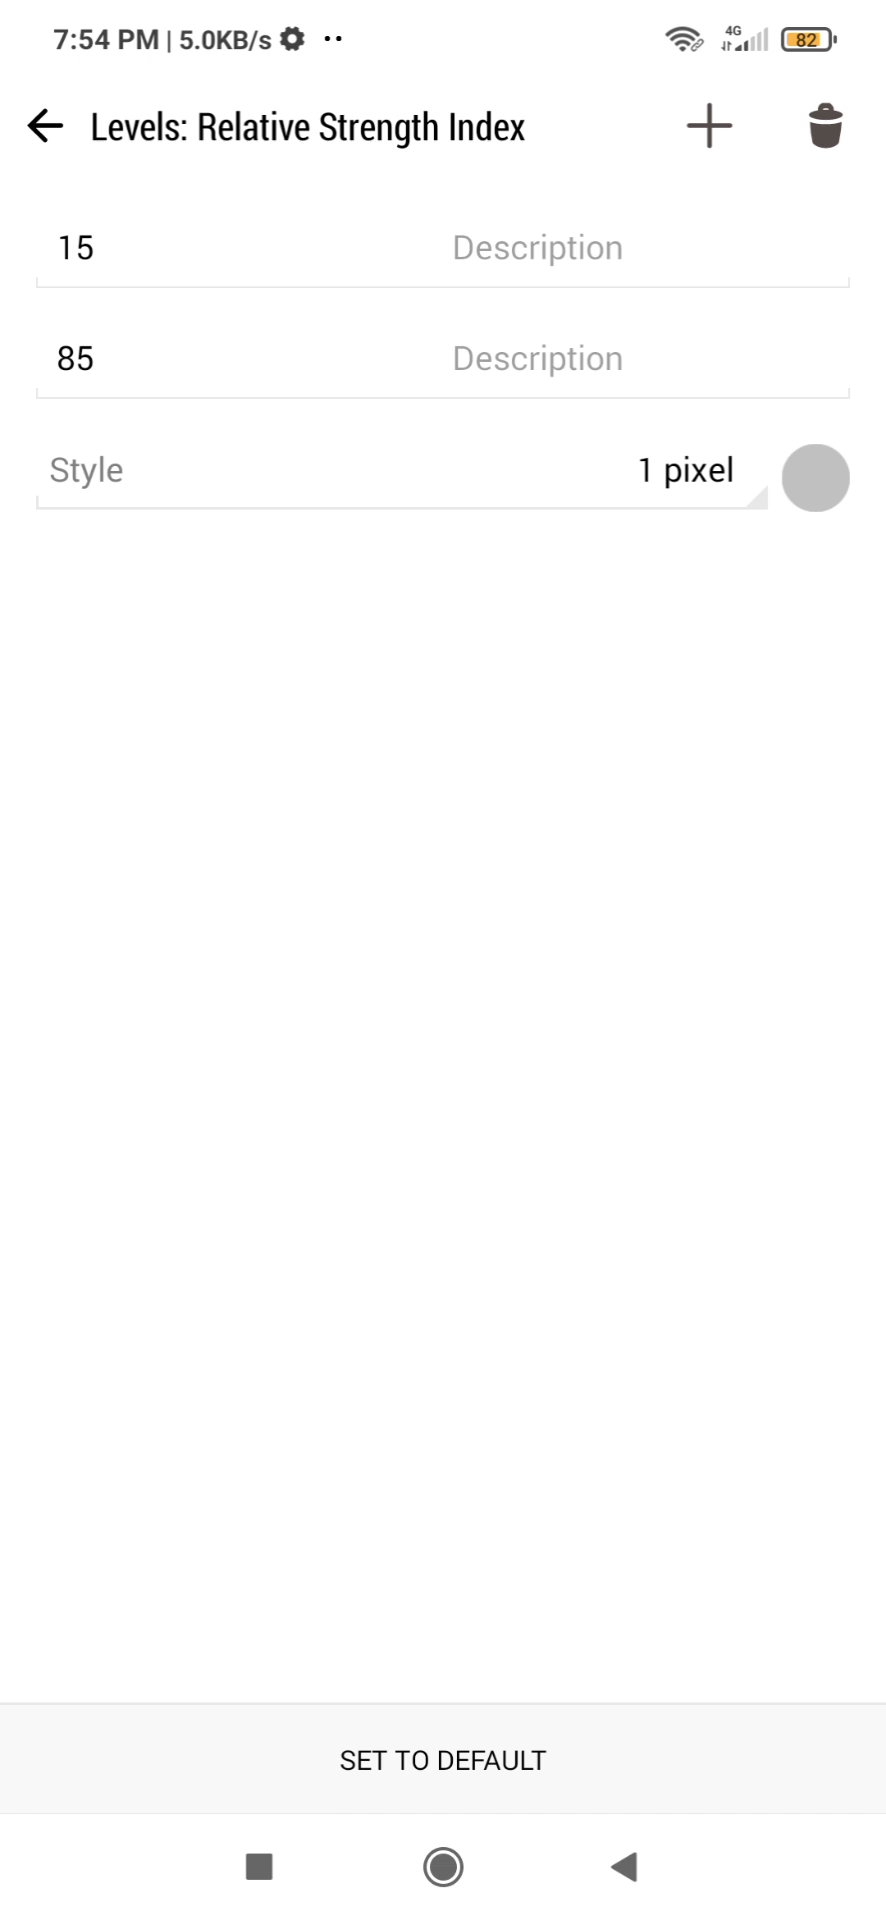 7:54 PM | 5.0KB/s
4G
82
Levels: Relative Strength Index
15 Description
85 Description
Style 1 pixel
SET TO DEFAULT